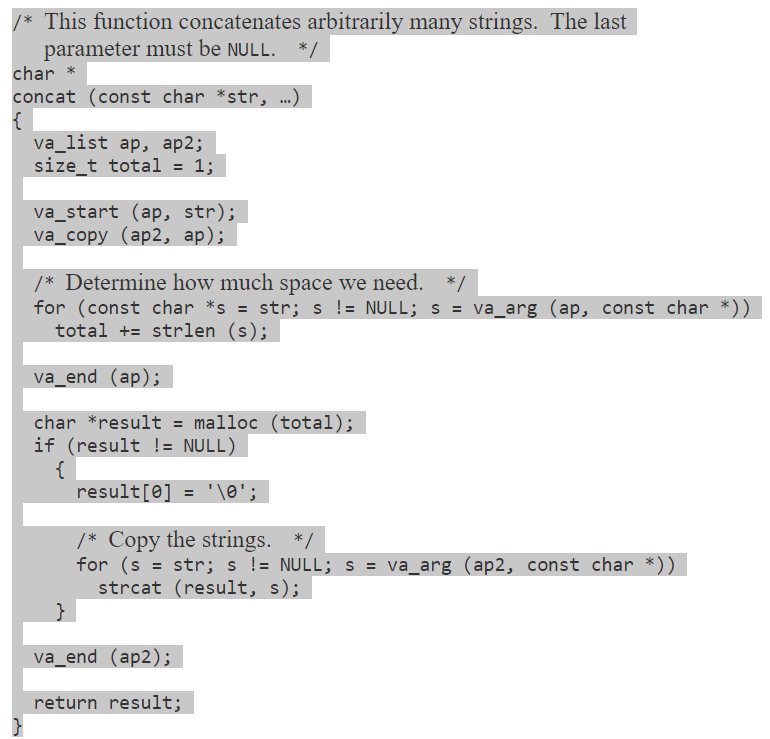 /* This function concatenates arbitrarily many strings. The last
parameter must be NULL. */
char *
concat (const char *str, …)
{
va_list ap, ap2;
size_t total = 1;
va_start (ap, str);
va_copy (ap2, ap);
/* Determine how much space we need. */
for (const char *s = str; s != NULL; s = va_arg (ap, const char *))
total += strlen (s);
va_end (ap);
char *result = malloc (total);
if (result != NULL)
{
result[0] = '\0';
/* Copy the strings. */
for (s = str; s != NULL; s = va_arg (ap2, const char *))
strcat (result, s);
}
va_end (ap2);
return result;
}